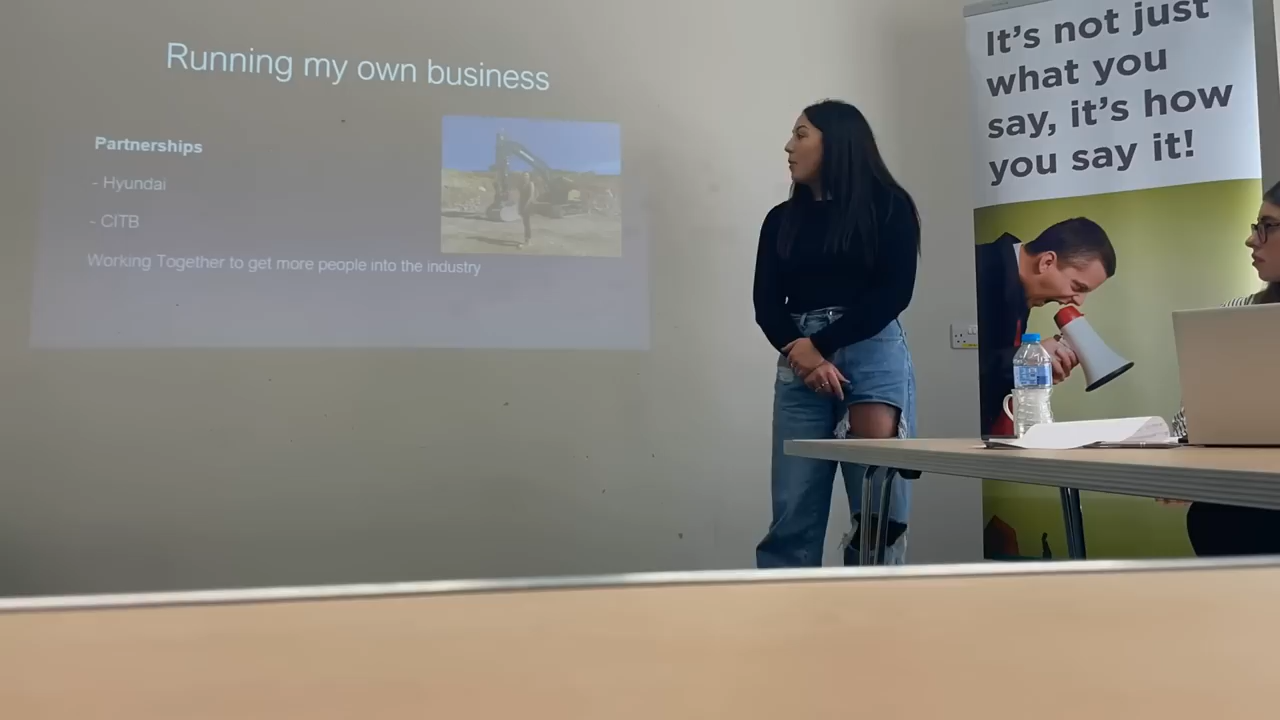 Running my own business
Partnerships
- Hyundai
- CITB
Working Together to get more people into the industry
It's not just
what you
say, it's how
you say it!